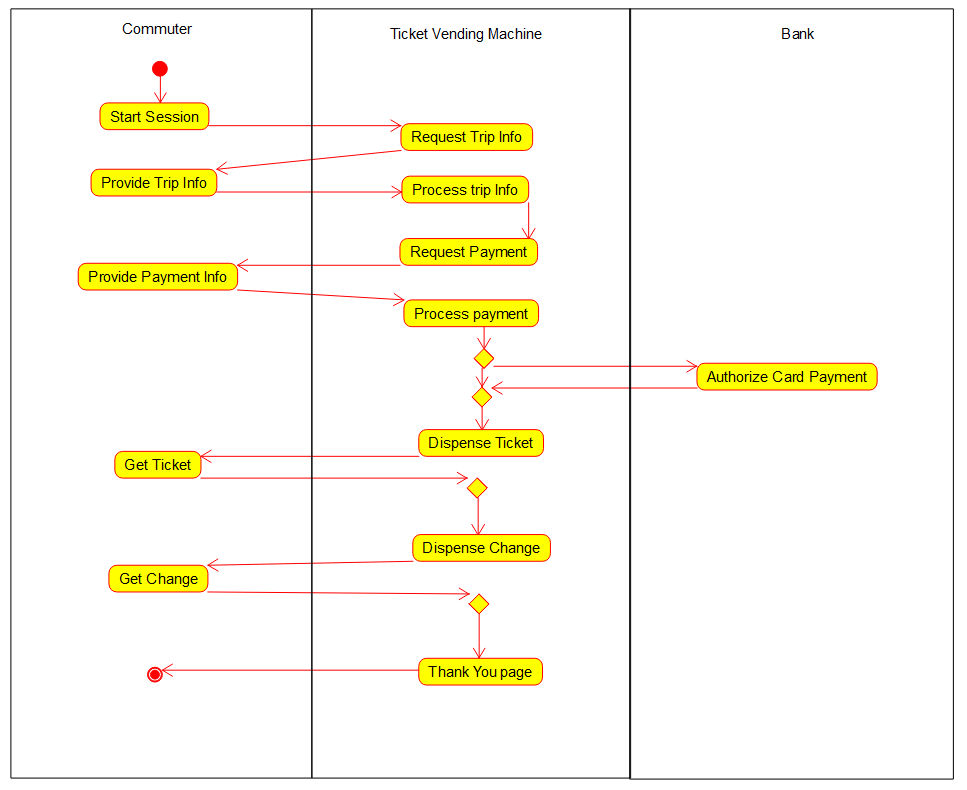 Commuter
Ticket Vending Machine
Bank
Start Session
Request Trip Info
Provide Trip Info
Process trip Info
Request Payment
Provide Payment Info
Process payment
Authorize Card Payment
Dispense Ticket
Get Ticket
Dispense Change
Get Change
Thank You page